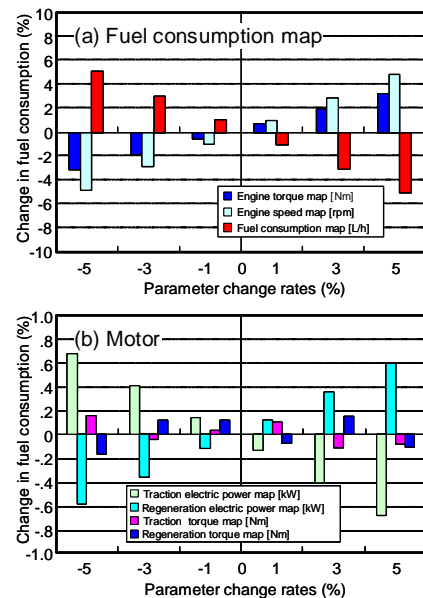 (a) Fuel consumption map
Change in fuel consumption (%)
10
8
6
4
2
0
-2
-4
-6
-8
-10
Engine torque map [Nm]
Engine speed map [rpm]
Fuel consumption map [L/h]
-5 -3 -1 0 1 3 5
Parameter change rates (%)
(b) Motor
Change in fuel consumption (%)
1.0
.8
.6
.4
.2
0
-.2
-.4
-.6
-.8
-1.0
Traction electric power map [kW]
Regeneration electric power map [kW]
Traction torque map [Nm]
Regeneration torque map [Nm]
-5 -3 -1 0 1 3 5
Parameter change rates (%)